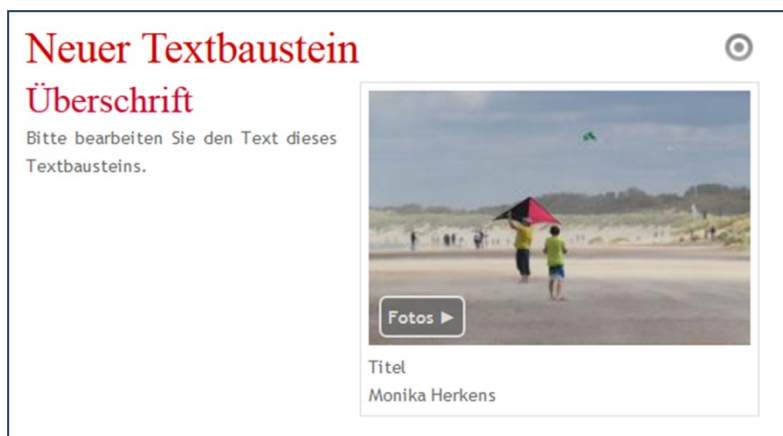 Neuer Textbaustein
Überschrift
Bitte bearbeiten Sie den Text dieses
Textbausteins.
Fotos ►
Titel
Monika Herkens